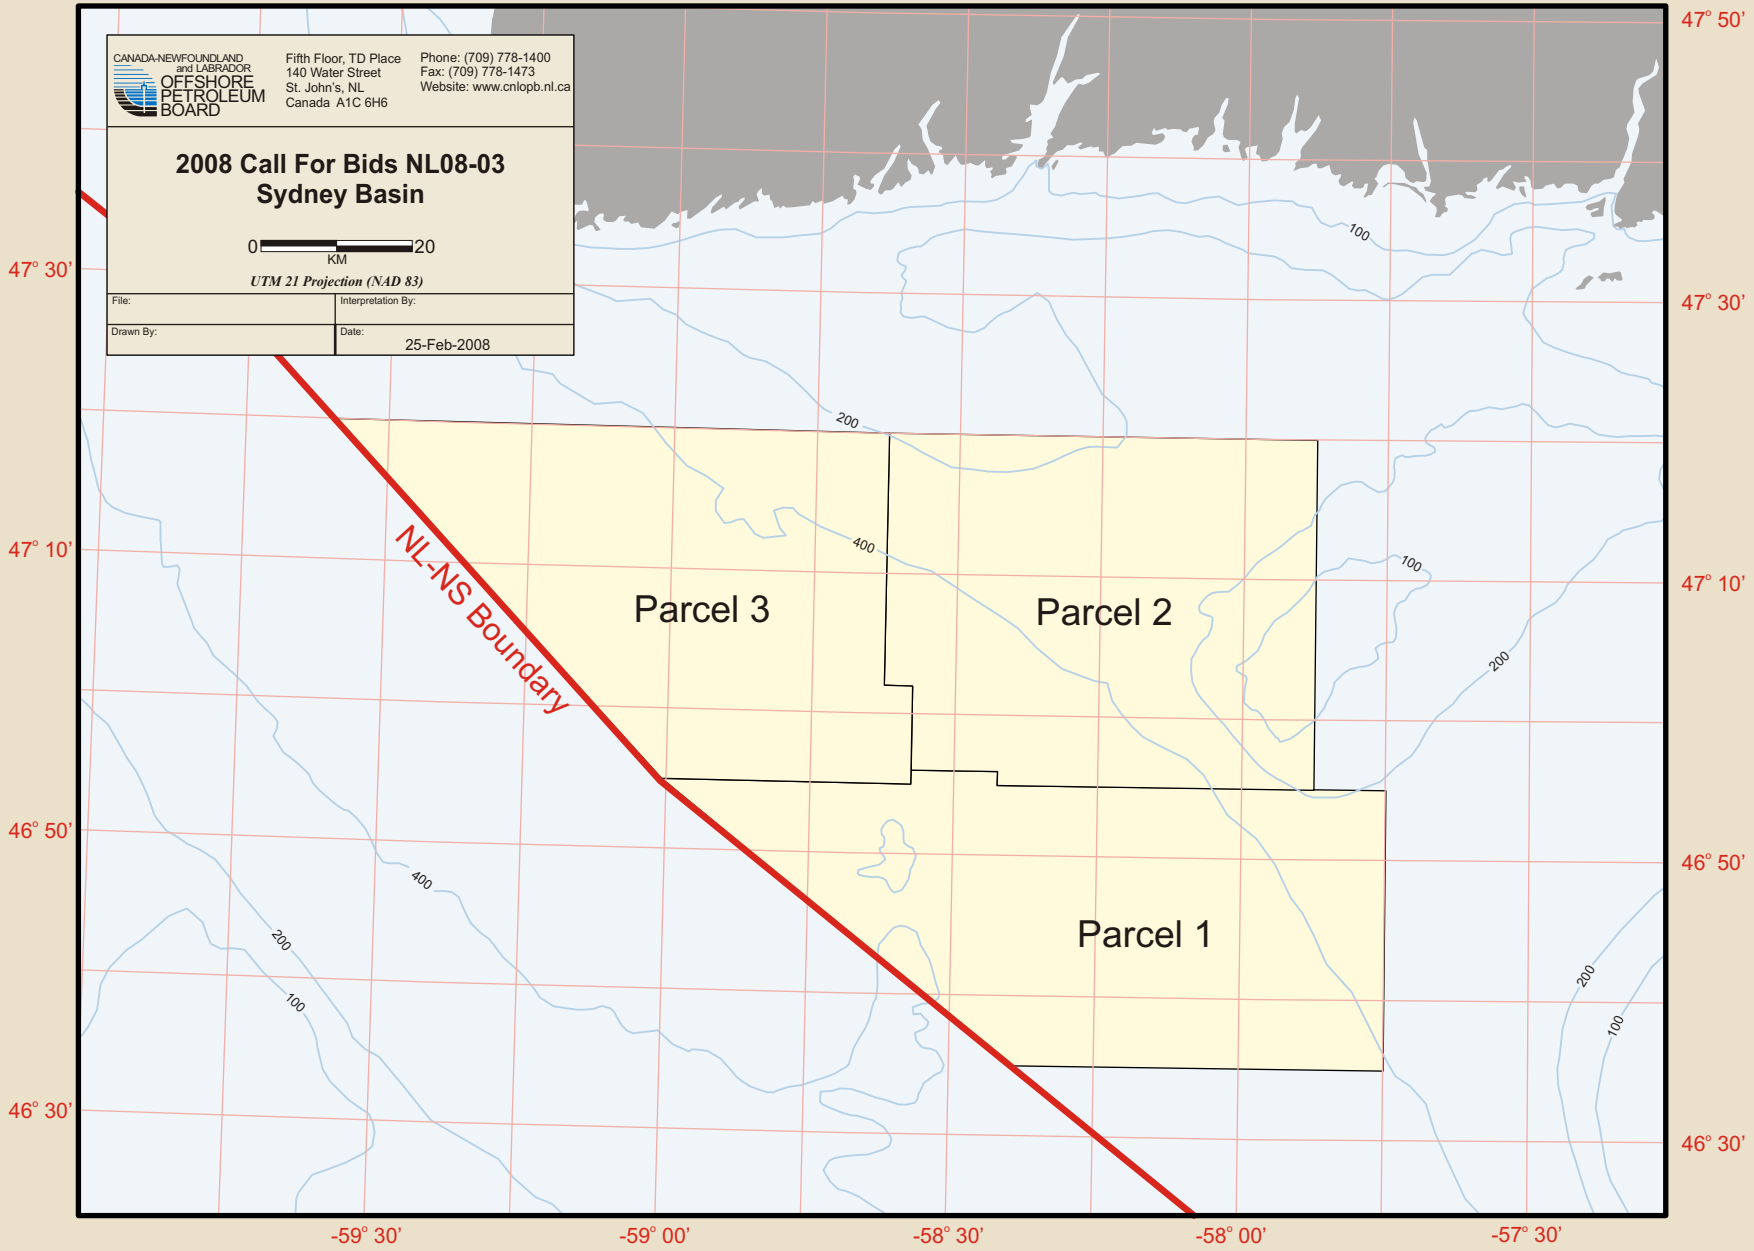 CANADA-NEWFOUNDLAND
and LABRADOR
OFFSHORE
PETROLEUM
BOARD
Fifth Floor, TD Place
140 Water Street
St. John's, NL
Canada A1C 6H6
Phone: (709) 778-1400
Fax: (709) 778-1473
Website: www.cnlopb.nl.ca
2008 Call For Bids NL08-03
Sydney Basin
0 20
KM
UTM 21 Projection (NAD 83)
File:
Interpretation By:
Drawn By:
Date:
25-Feb-2008
47° 50'
100
47° 30'
47° 30'
200
400
100
47° 10'
47° 10'
NL-NS Boundary
Parcel 3
Parcel 2
200
46° 50'
46° 50'
400
200
100
Parcel 1
200
100
46° 30'
46° 30'
-59° 30'
-59° 00'
-58° 30'
-58° 00'
-57° 30'